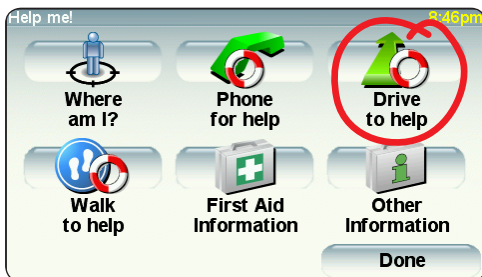 Help me!
8:46pm
Where
am I?
Phone
for help
Drive
to help
Walk
to help
First Aid
Information
Other
Information
Done